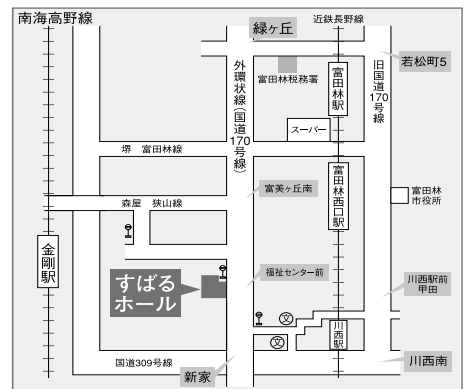 南海高野線
近鉄長野線
緑ヶ丘
若松町5
外環状線(国道170号線)
富田林税務署
富田林駅
旧国道170号線
スーパー
堺 富田林線
富美ヶ丘南
富田林西口駅
富田林
市役所
森屋 狭山線
金剛駅
すばる
ホール
福祉センター前
川西駅前
甲田
文
川西駅
文
国道309号線
新家
川西南